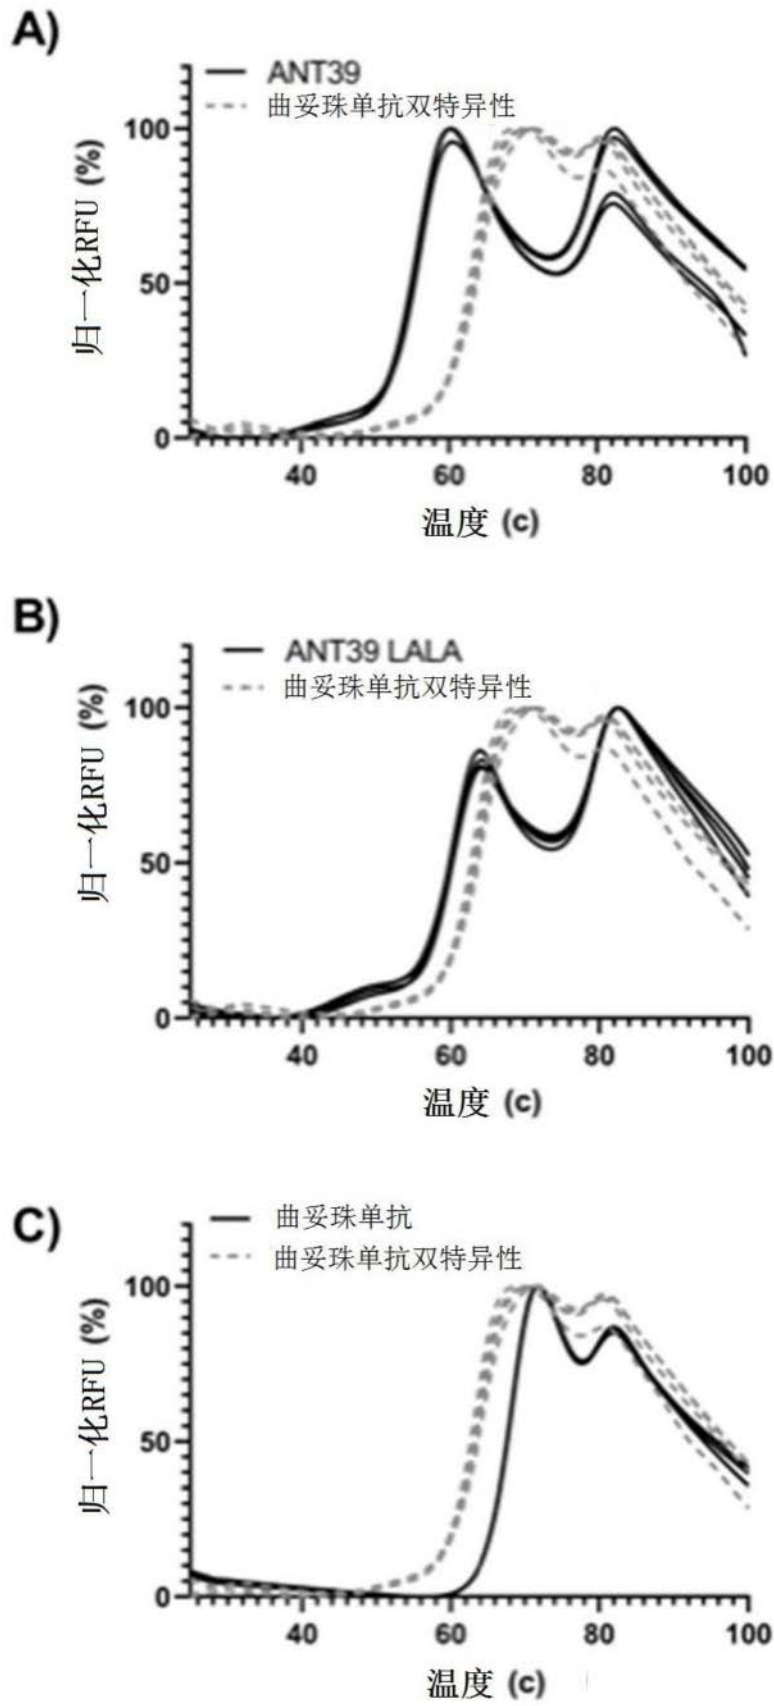 A)
ANT39
曲妥珠单抗双特异性
归一化RFU (%)
100
50
0
40 60 80 100
温度 (c)
B)
ANT39 LALA
曲妥珠单抗双特异性
归一化RFU (%)
100
50
0
40 60 80 100
温度 (c)
C)
曲妥珠单抗
曲妥珠单抗双特异性
归一化RFU (%)
100
50
0
40 60 80 100
温度 (c)